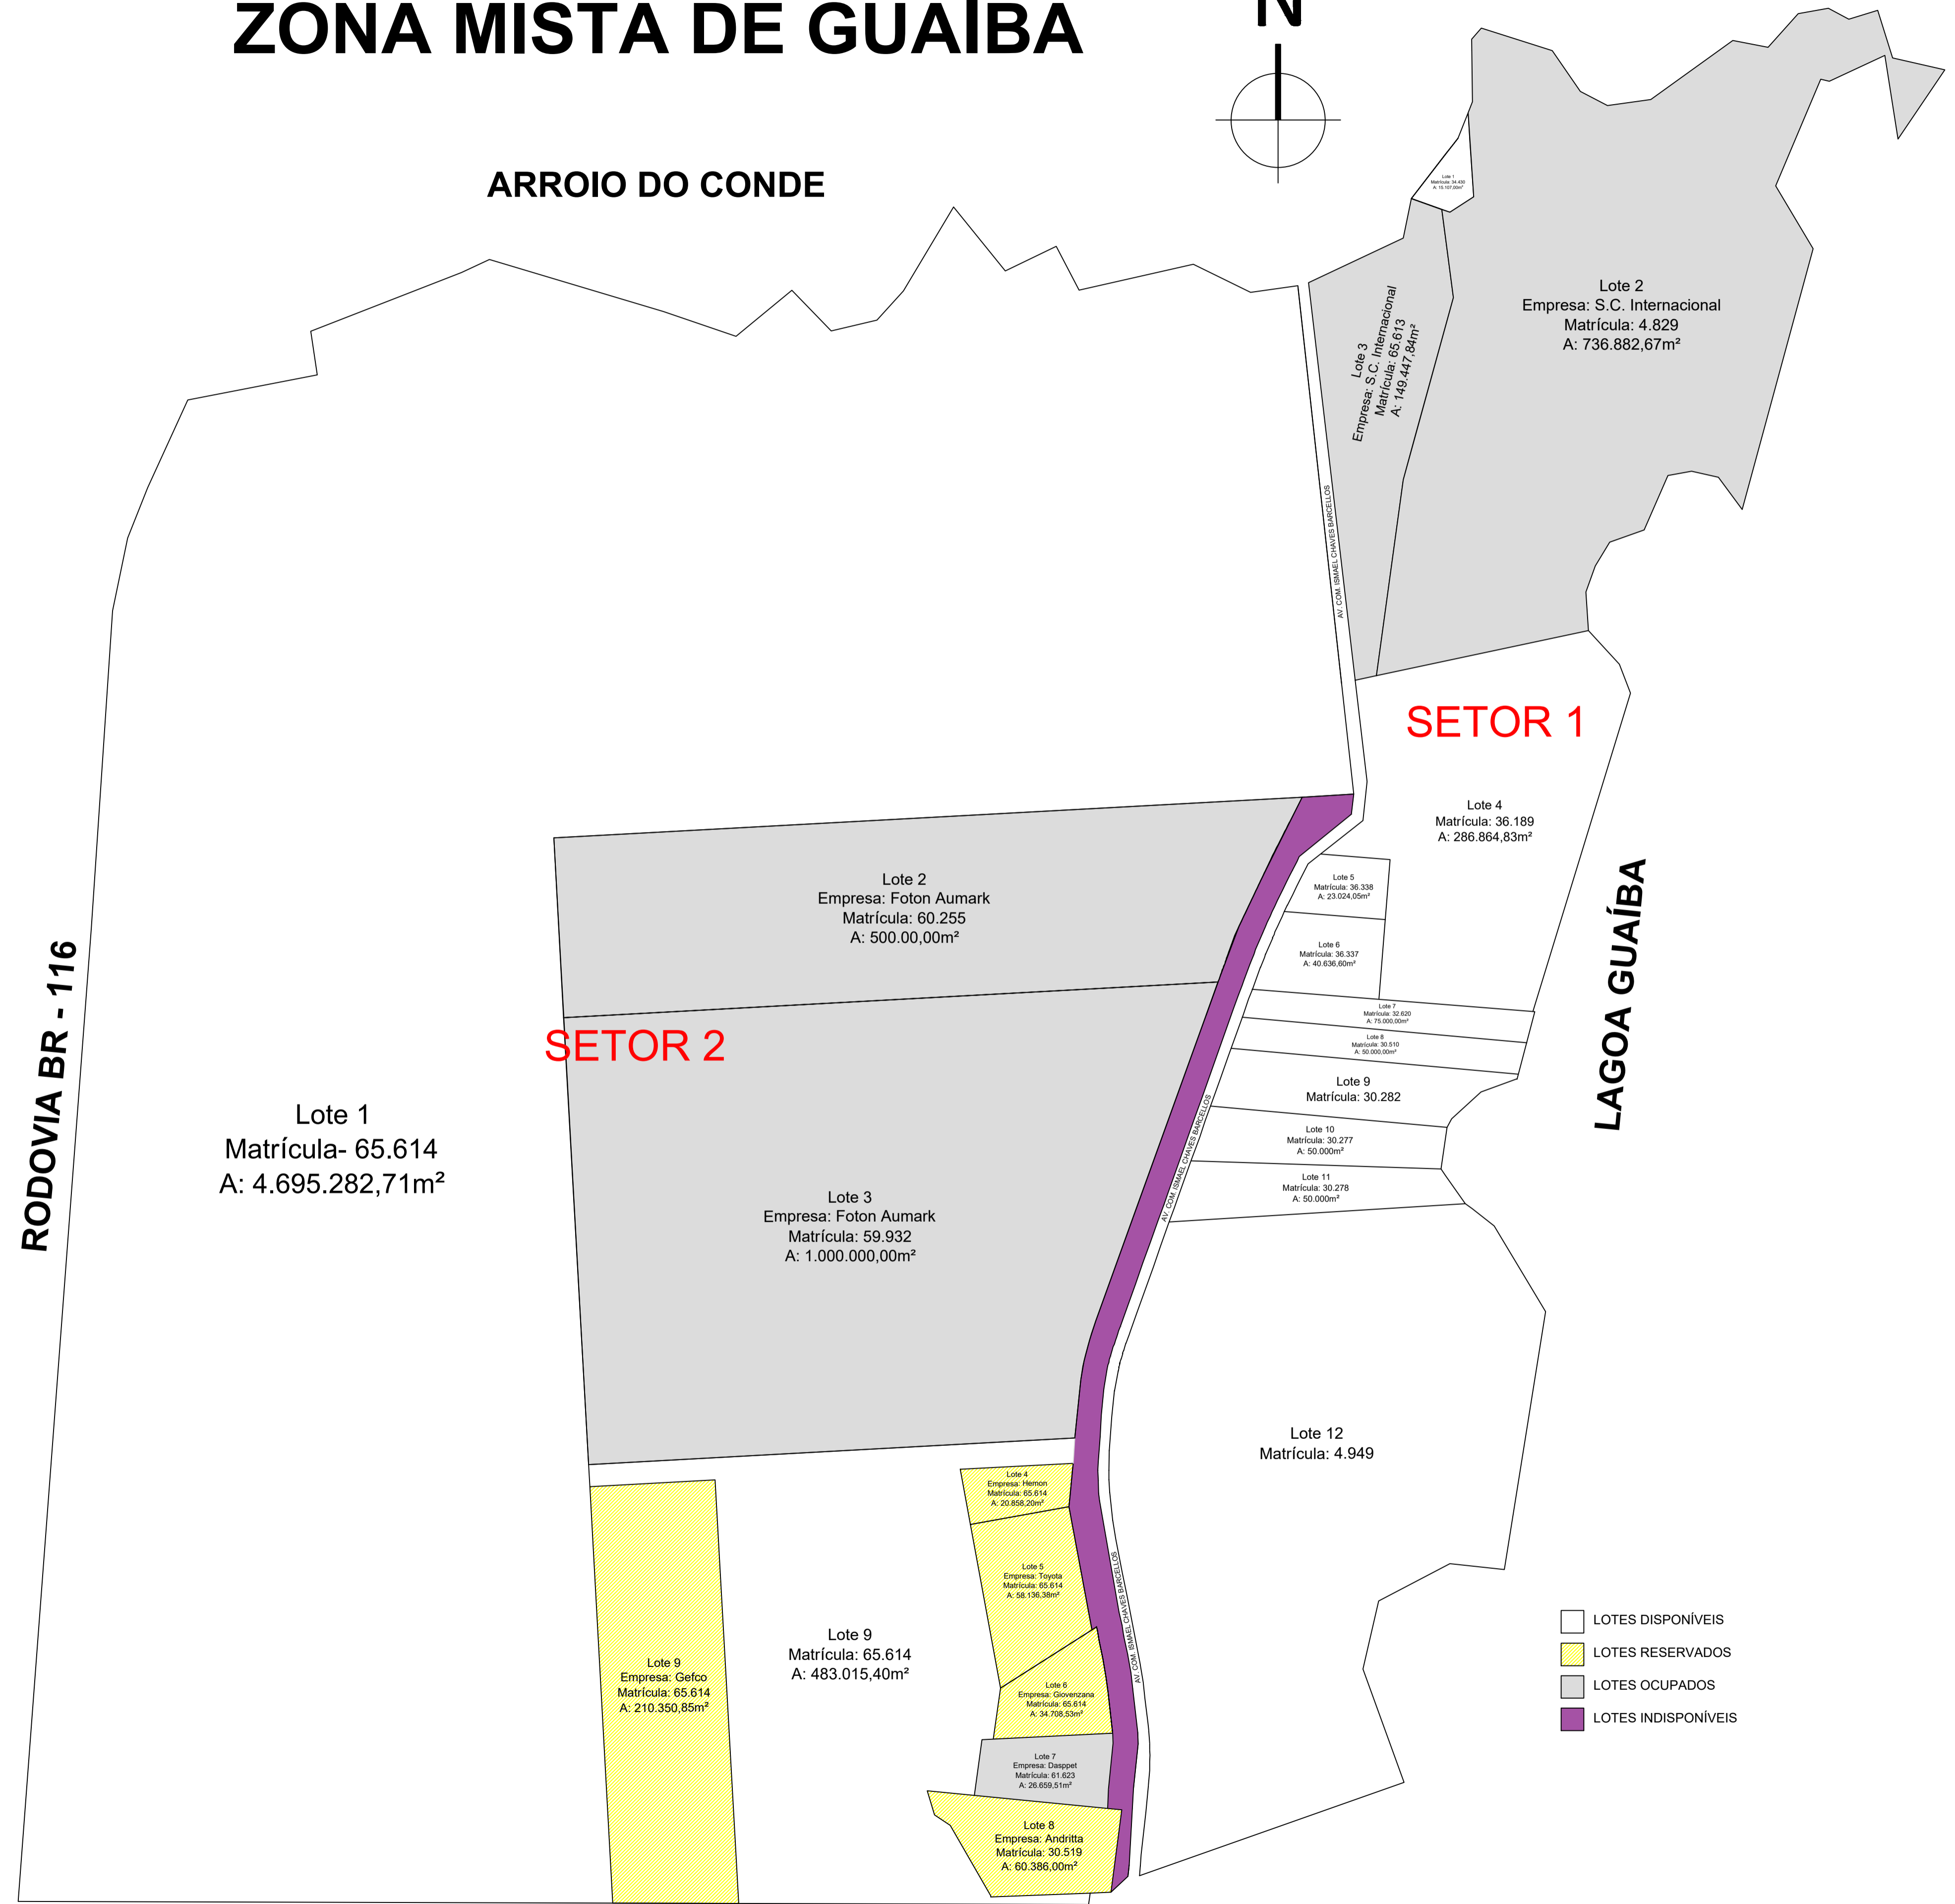 ZONA MISTA DE GUAÍBA
N
ARROIO DO CONDE
Lote 1
Matrícula: 34.430
A: 15.107,00m²
Lote 2
Empresa: S.C. Internacional
Matrícula: 4.829
A: 736.882,67m²
Lote 3
Empresa: S.C. Internacional
Matrícula: 65.613
A: 149.447,84m²
AV. COM. ISMAEL CHAVES BARCELLOS
SETOR 1
Lote 4
Matrícula: 36.189
A: 286.864,83m²
Lote 5
Matrícula: 36.338
A: 23.024,05m²
Lote 6
Matrícula: 36.337
A: 40.636,60m²
Lote 7
Matrícula: 32.620
A: 75.000,00m²
Lote 8
Matrícula: 30.510
A: 50.000,00m²
Lote 9
Matrícula: 30.282
Lote 10
Matrícula: 30.277
A: 50.000m²
Lote 11
Matrícula: 30.278
A: 50.000m²
Lote 12
Matrícula: 4.949
LAGOA GUAÍBA
AV. COM. ISMAEL CHAVES BARCELLOS
AV. COM. ISMAEL CHAVES BARCELLOS
RODOVIA BR - 116
SETOR 2
Lote 1
Matrícula- 65.614
A: 4.695.282,71m²
Lote 2
Empresa: Foton Aumark
Matrícula: 60.255
A: 500.00,00m²
Lote 3
Empresa: Foton Aumark
Matrícula: 59.932
A: 1.000.000,00m²
Lote 4
Empresa: Hemon
Matrícula: 65.614
A: 20.858,20m²
Lote 5
Empresa: Toyota
Matrícula: 65.614
A: 58.136,38m²
Lote 6
Empresa: Giovenzana
Matrícula: 65.614
A: 34.708,53m²
Lote 7
Empresa: Dasppet
Matrícula: 61.623
A: 26.659,51m²
Lote 8
Empresa: Andritta
Matrícula: 30.519
A: 60.386,00m²
Lote 9
Matrícula: 65.614
A: 483.015,40m²
Lote 9
Empresa: Gefco
Matrícula: 65.614
A: 210.350,85m²
LOTES DISPONÍVEIS
LOTES RESERVADOS
LOTES OCUPADOS
LOTES INDISPONÍVEIS